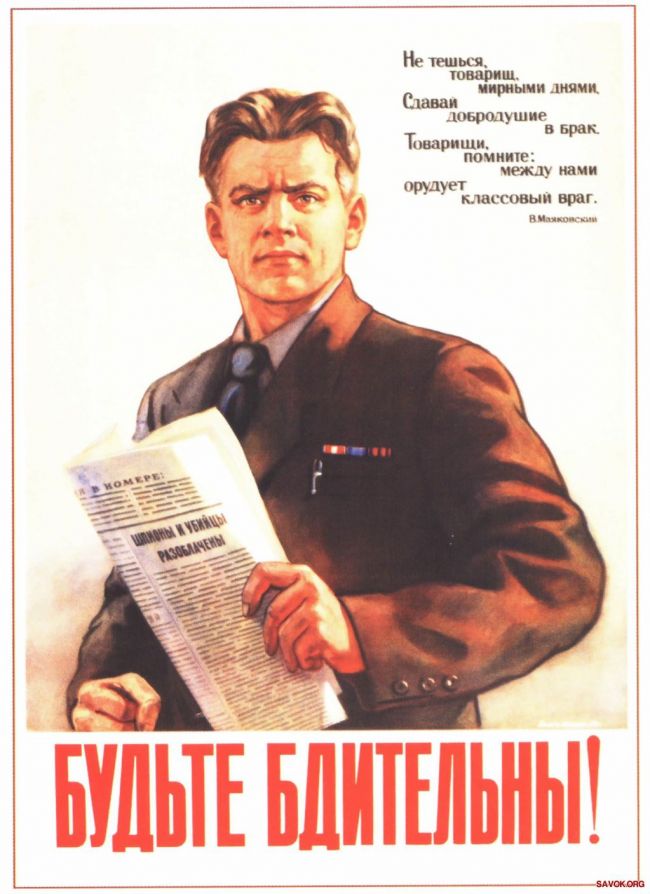 Не тешься,
товарищ,
мирными днями,
Сдавай
добродушие
в брак.
Товарищи,
помните:
между нами
орудует
классовый враг.
В.Маяковский
В НОМЕРЕ:
ШПИОНЫ И УБИЙЦЫ
РАЗОБЛАЧЕНЫ
БУДЬТЕ БДИТЕЛЬНЫ!
SAVOK.ORG